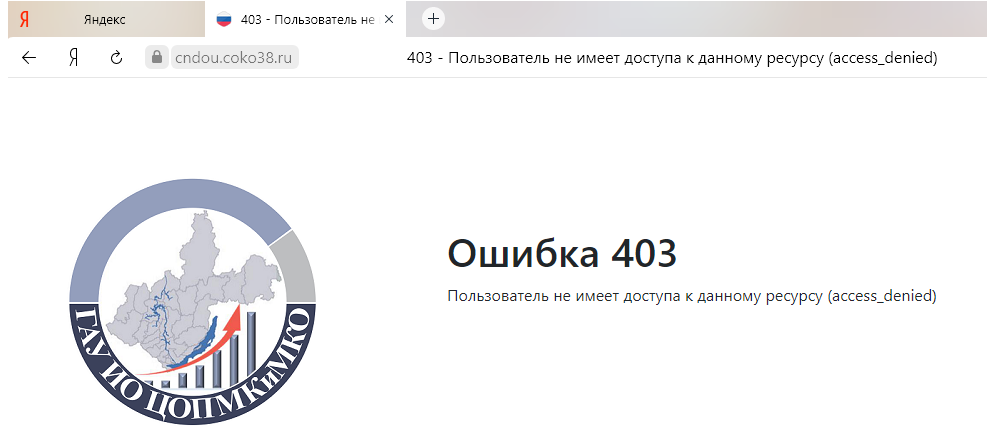 Я Яндекс 403 - Пользователь не
Я cndou.coko38.ru 403 - Пользователь не имеет доступа к данному ресурсу (access_denied)
Ошибка 403
Пользователь не имеет доступа к данному ресурсу (access_denied)
ГАУ ИО ЦОПМКиМКО